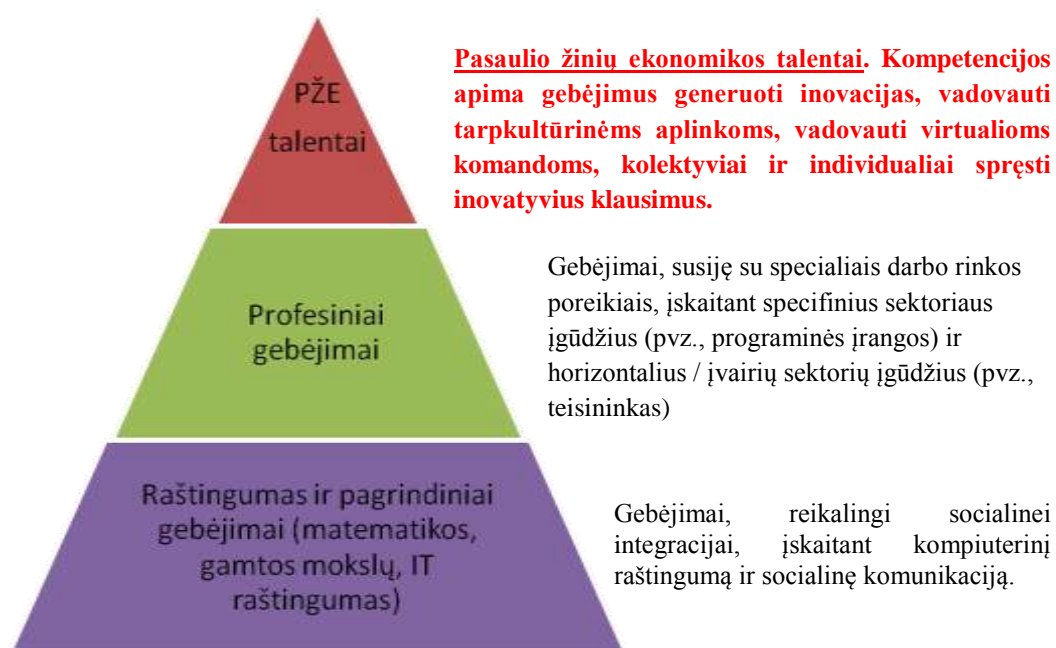 PŽE
talentai
Pasaulio žinių ekonomikos talentai. Kompetencijos
apima gebėjimus generuoti inovacijas, vadovauti
tarpkultūrinėms aplinkoms, vadovauti virtualioms
komandoms, kolektyviai ir individualiai spręsti
inovatyvius klausimus.
Profesiniai
gebėjimai
Gebėjimai, susiję su specialiais darbo rinkos
poreikiais, įskaitant specifinius sektoriaus
įgūdžius (pvz., programinės įrangos) ir
horizontalius / įvairių sektorių įgūdžius (pvz.,
teisininkas)
Raštingumas ir pagrindiniai
gebėjimai (matematikos,
gamtos mokslų, IT
raštingumas)
Gebėjimai, reikalingi socialinei
integracijai, įskaitant kompiuterinį
raštingumą ir socialinę komunikaciją.